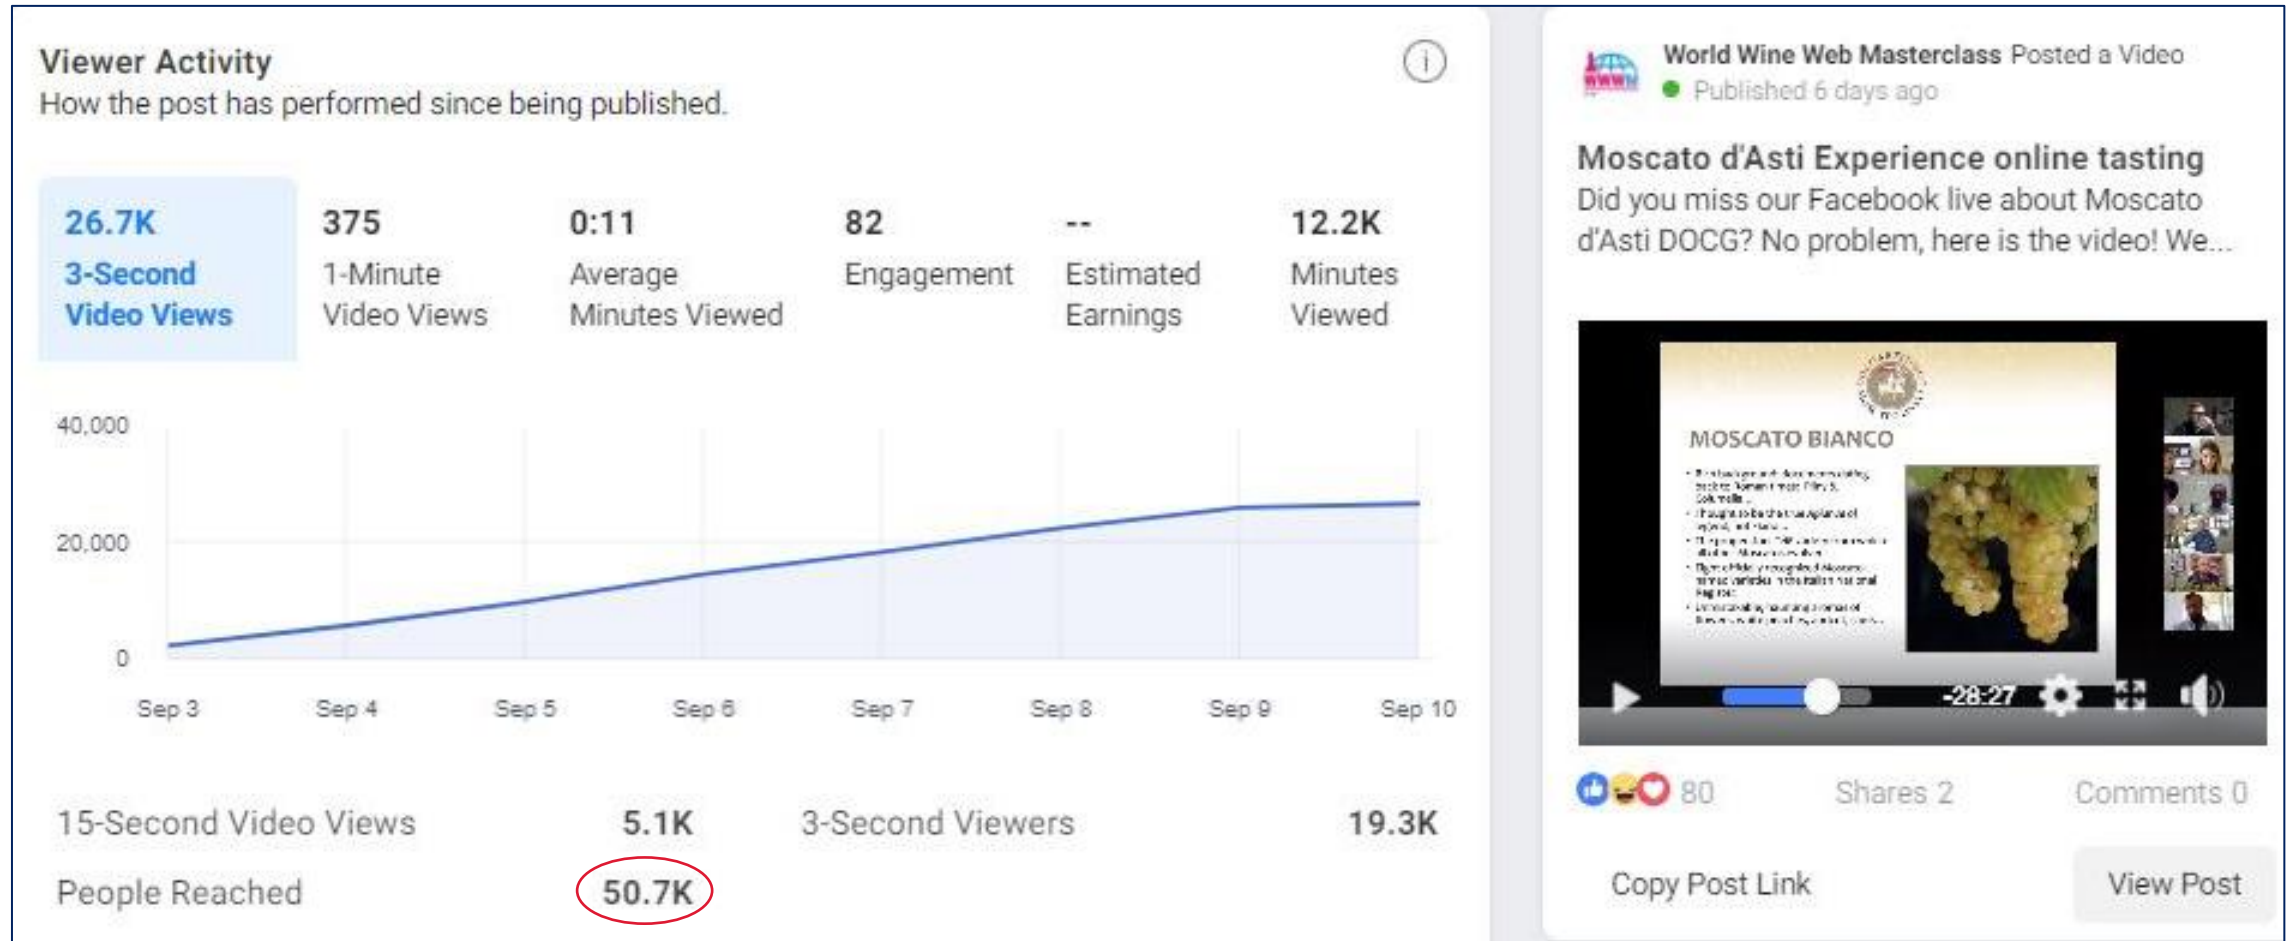 Viewer Activity
How the post has performed since being published.
26.7K
3-Second
Video Views
375
1-Minute
Video Views
0:11
Average
Minutes Viewed
82
Engagement
--
Estimated
Earnings
12.2K
Minutes
Viewed
40,000
20,000
0
Sep 3 Sep 4 Sep 5 Sep 6 Sep 7 Sep 8 Sep 9 Sep 10
15-Second Video Views 5.1K 3-Second Viewers 19.3K
People Reached 50.7K
World Wine Web Masterclass Posted a Video
Published 6 days ago
Moscato d'Asti Experience online tasting
Did you miss our Facebook live about Moscato
d'Asti DOCG? No problem, here is the video! We...
MOSCATO BIANCO
-28:27
80 Shares 2 Comments 0
Copy Post Link View Post